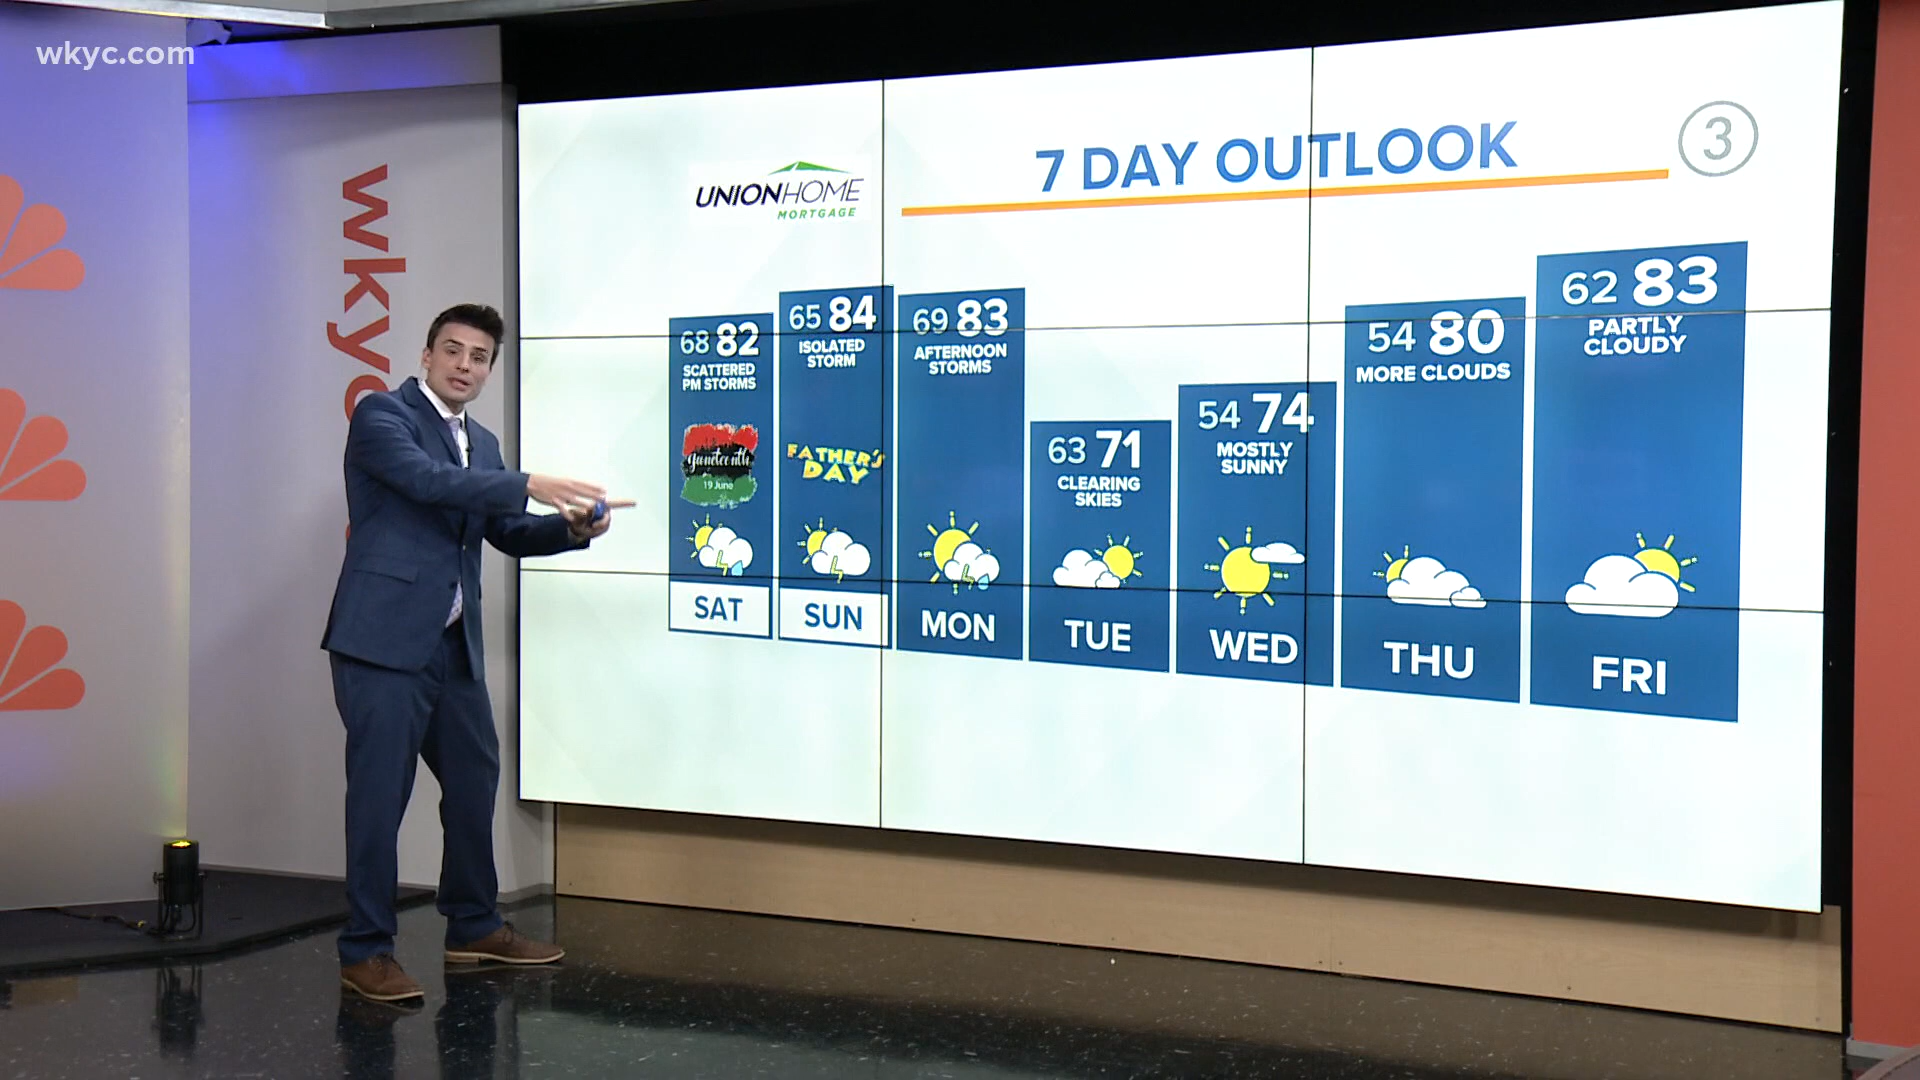 wkyc.com
wkyc
UNION HOME
MORTGAGE
7 DAY OUTLOOK
3
68 82
SCATTERED
PM STORMS
Juneteenth
19 June
SAT
65 84
ISOLATED
STORM
FATHER'S
DAY
SUN
69 83
AFTERNOON
STORMS
MON
63 71
CLEARING
SKIES
TUE
54 74
MOSTLY
SUNNY
WED
54 80
MORE CLOUDS
THU
62 83
PARTLY
CLOUDY
FRI